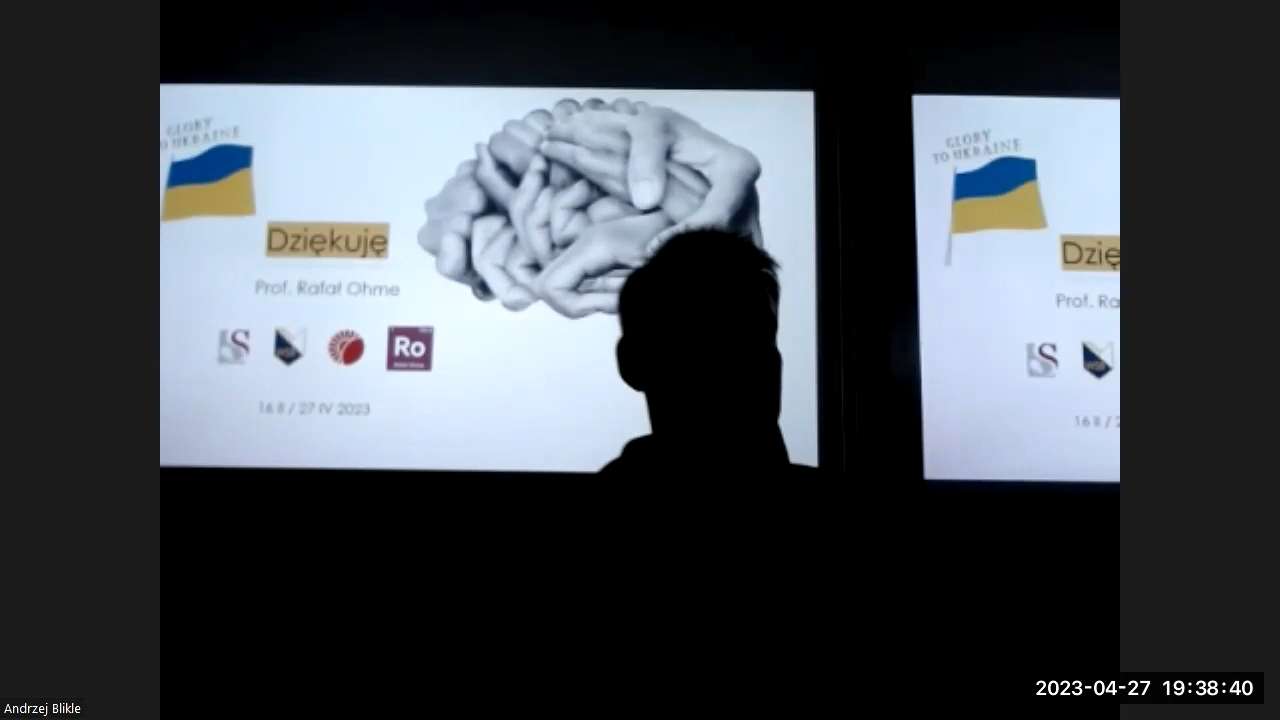 GLORY
TO UKRAINE
Dziękuję
Prof. Rafał Ohme
S
Ro
16 II / 27 IV 2023
GLORY
TO UKRAINE
Dzię
Prof. Ra
S
16 II / 2
2023-04-27 19:38:40
Andrzej Blikle